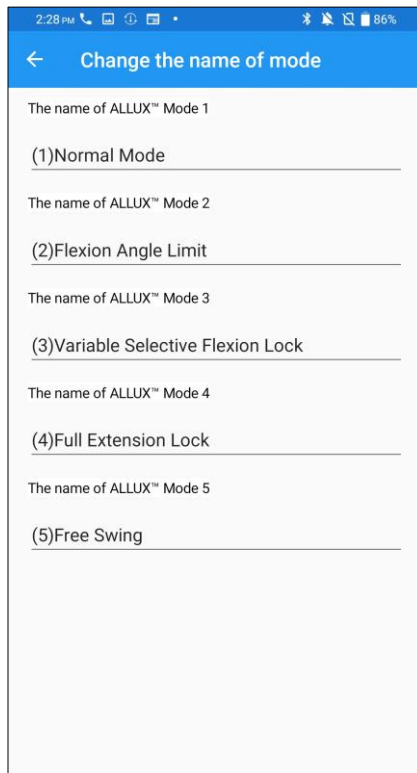 2:28 PM 86%
Change the name of mode
The name of ALLUX™ Mode 1
(1)Normal Mode
The name of ALLUX™ Mode 2
(2)Flexion Angle Limit
The name of ALLUX™ Mode 3
(3)Variable Selective Flexion Lock
The name of ALLUX™ Mode 4
(4)Full Extension Lock
The name of ALLUX™ Mode 5
(5)Free Swing